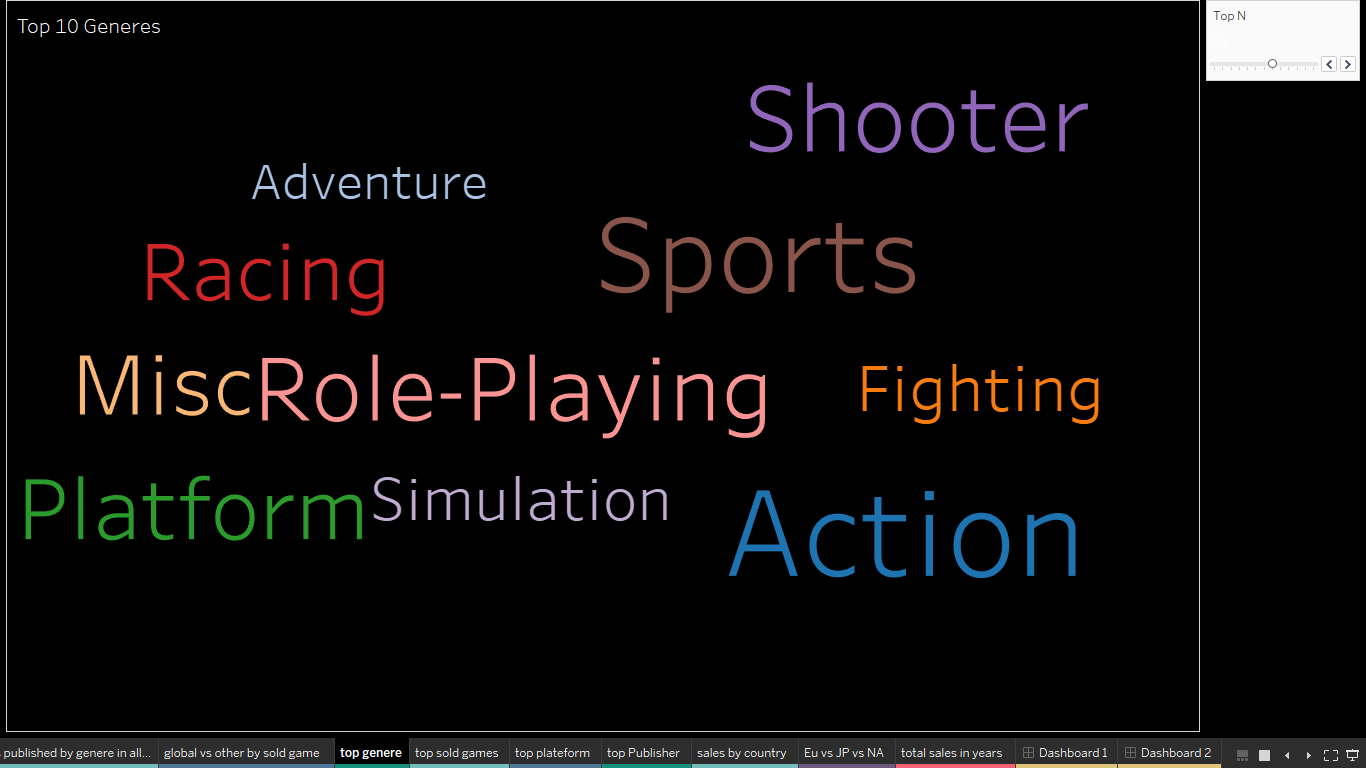 Top 10 Generes
Top N
Shooter
Adventure
Sports
Racing
Misc
Role-Playing
Fighting
Platform
Simulation
Action
published by genere in all...
global vs other by sold game
top genere
top sold games
top plateform
top Publisher
sales by country
Eu vs JP vs NA
total sales in years
Dashboard 1
Dashboard 2